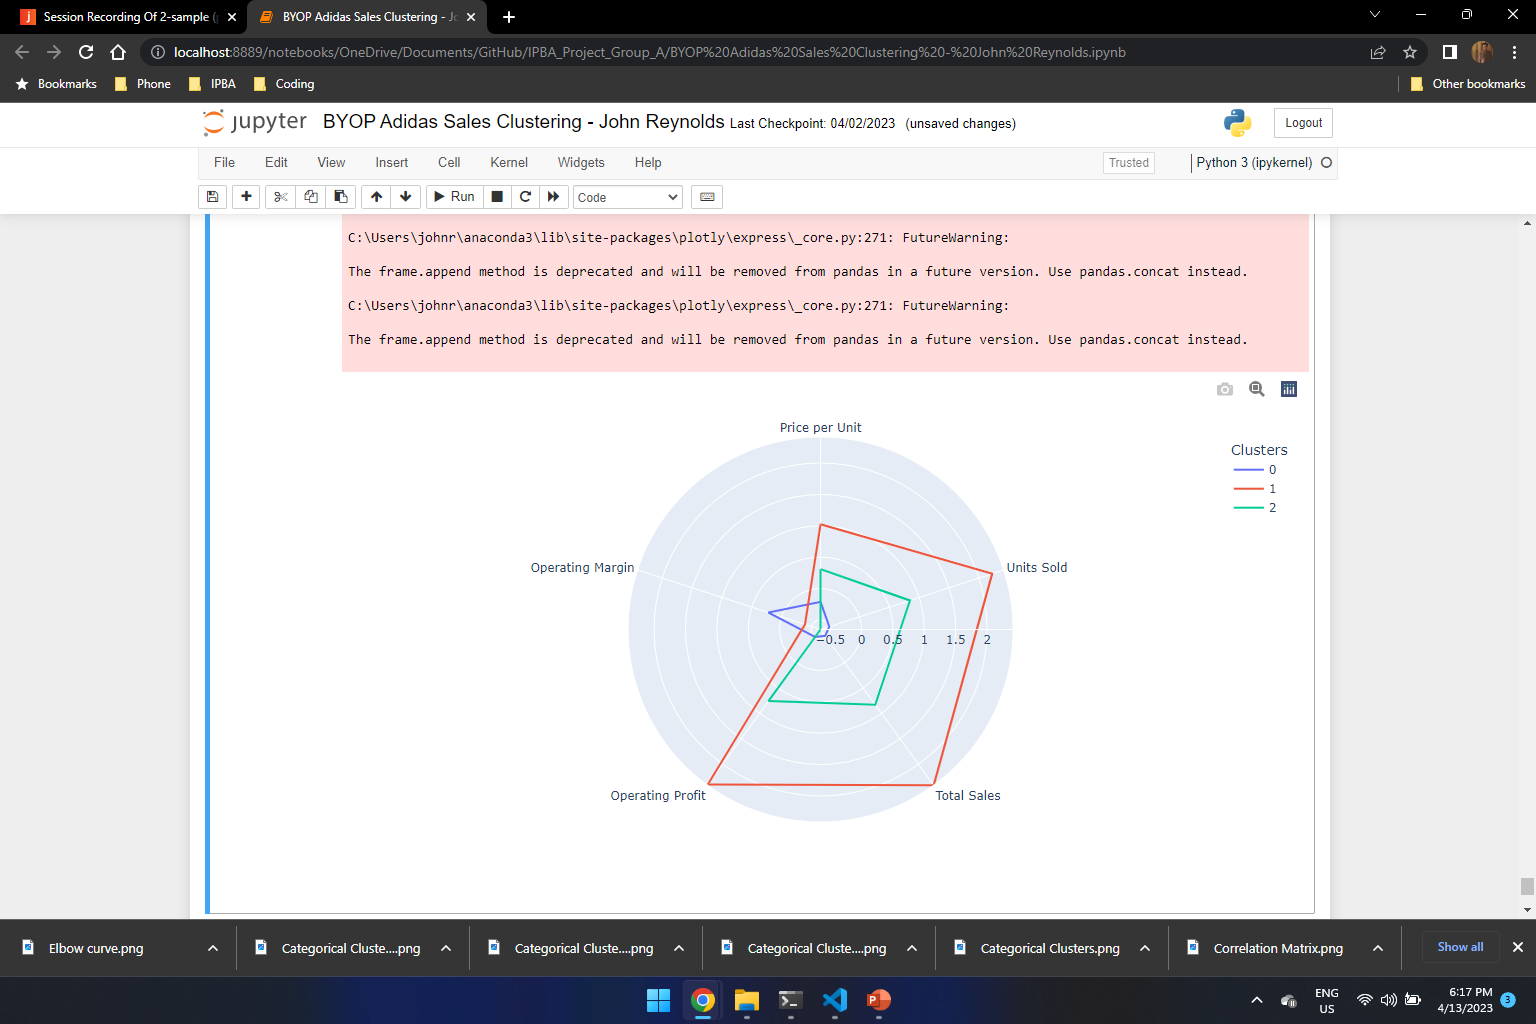 Session Recording Of 2-sample (
BYOP Adidas Sales Clustering - Jo
localhost:8889/notebooks/OneDrive/Documents/GitHub/IPBA_Project_Group_A/BYOP%20Adidas%20Sales%20Clustering%20-%20John%20Reynolds.ipynb
Bookmarks
Phone
IPBA
Coding
Other bookmarks
jupyter BYOP Adidas Sales Clustering - John Reynolds Last Checkpoint: 04/02/2023 (unsaved changes)
Logout
File Edit View Insert Cell Kernel Widgets Help
Trusted
Python 3 (ipykernel)
Run
Code
C:\Users\johnr\anaconda3\lib\site-packages\plotly\express\_core.py:271: FutureWarning:
The frame.append method is deprecated and will be removed from pandas in a future version. Use pandas.concat instead.
C:\Users\johnr\anaconda3\lib\site-packages\plotly\express\_core.py:271: FutureWarning:
The frame.append method is deprecated and will be removed from pandas in a future version. Use pandas.concat instead.
Price per Unit
Clusters
0
1
2
Operating Margin
Units Sold
−0.5 0 0.5 1 1.5 2
Operating Profit
Total Sales
Elbow curve.png
Categorical Cluste....png
Categorical Cluste....png
Categorical Cluste....png
Categorical Clusters.png
Correlation Matrix.png
Show all
ENG
US
6:17 PM
4/13/2023
3